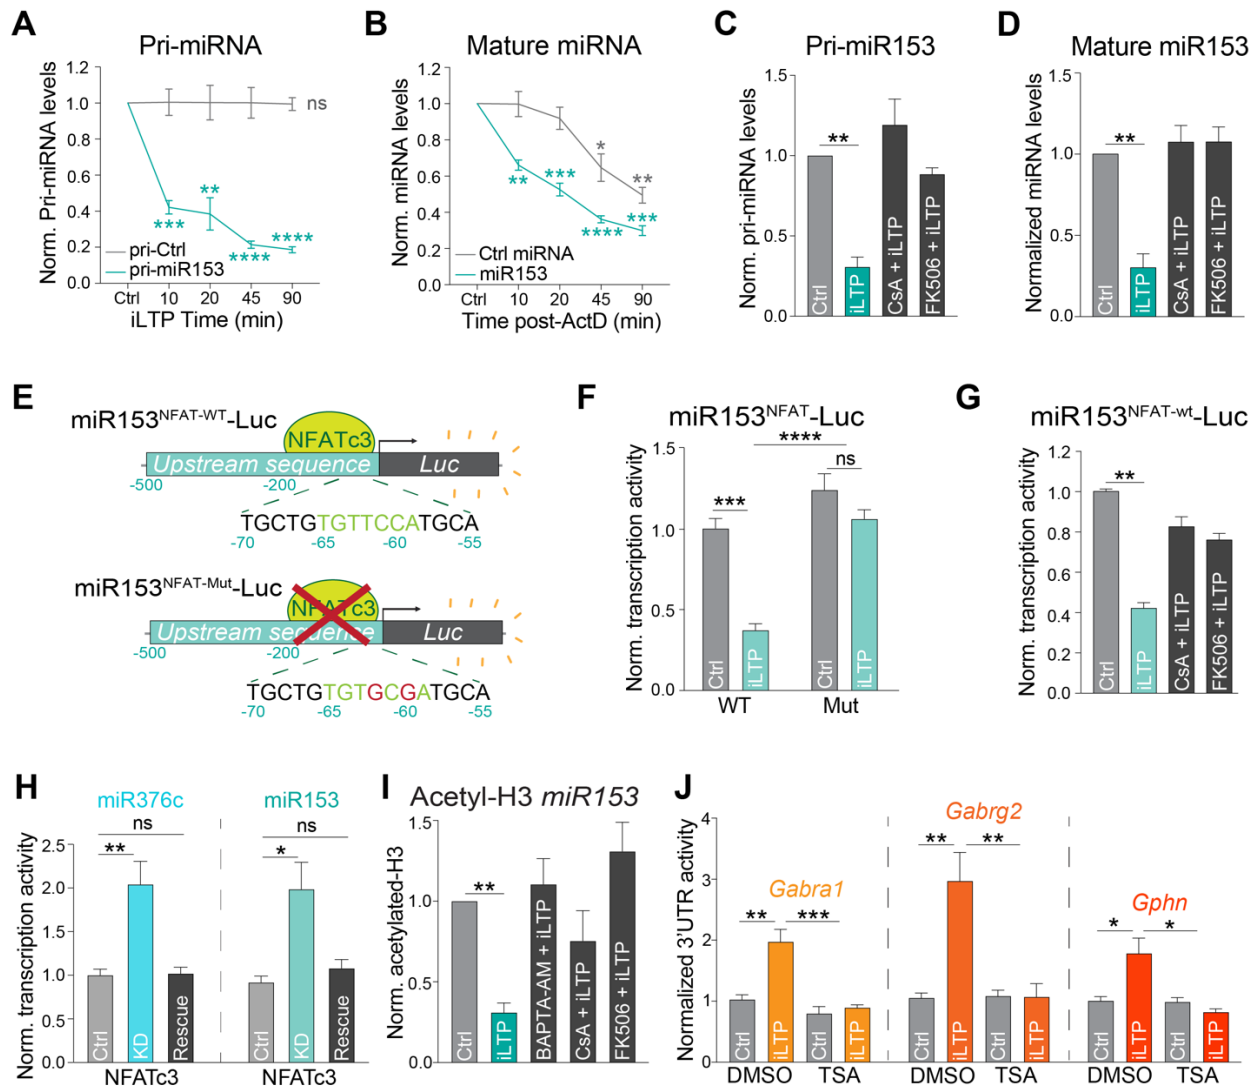 A
Pri-miRNA
Norm. Pri-miRNA levels
1.2
1.0
0.8
0.6
0.4
0.2
0.0
ns
**
***
****
****
pri-Ctrl
pri-miR153
Ctrl 10 20 45 90
iLTP Time (min)
B
Mature miRNA
Norm. miRNA levels
1.2
1.0
0.8
0.6
0.4
0.2
0.0
*
**
**
***
****
***
Ctrl miRNA
miR153
Ctrl 10 20 45 90
Time post-ActD (min)
C
Pri-miR153
Norm. pri-miRNA levels
1.5
1.0
0.5
0.0
**
Ctrl
iLTP
CsA + iLTP
FK506 + iLTP
D
Mature miR153
Normalized miRNA levels
1.5
1.0
0.5
0.0
**
Ctrl
iLTP
CsA + iLTP
FK506 + iLTP
E
miR153NFAT-WT-Luc
NFATc3
Upstream sequence
Luc
-500 -200
TGCTGTGTTCCATGCA
-70 -65 -60 -55
miR153NFAT-Mut-Luc
NFATc3
Upstream sequence
Luc
-500 -200
TGCTGTGTGCGATGCA
-70 -65 -60 -55
F
miR153NFAT-Luc
Norm. transcription activity
1.5
1.0
0.5
0.0
****
***
ns
Ctrl
iLTP
Ctrl
iLTP
WT Mut
G
miR153NFAT-wt-Luc
Norm. transcription activity
1.2
1.0
0.8
0.6
0.4
0.2
0.0
**
Ctrl
iLTP
CsA + iLTP
FK506 + iLTP
H
miR376c miR153
Norm. transcription activity
2.5
2.0
1.5
1.0
0.5
0.0
ns
**
ns
*
Ctrl
KD
Rescue
Ctrl
KD
Rescue
NFATc3 NFATc3
I
Acetyl-H3 miR153
Norm. acetylated-H3
1.5
1.0
0.5
0.0
**
Ctrl
iLTP
BAPTA-AM + iLTP
CsA + iLTP
FK506 + iLTP
J
Normalized 3'UTR activity
4
3
2
1
0
Gabra1
** ***
Gabrg2
** **
Gphn
* *
Ctrl
iLTP
Ctrl
iLTP
Ctrl
iLTP
Ctrl
iLTP
Ctrl
iLTP
Ctrl
iLTP
DMSO TSA DMSO TSA DMSO TSA